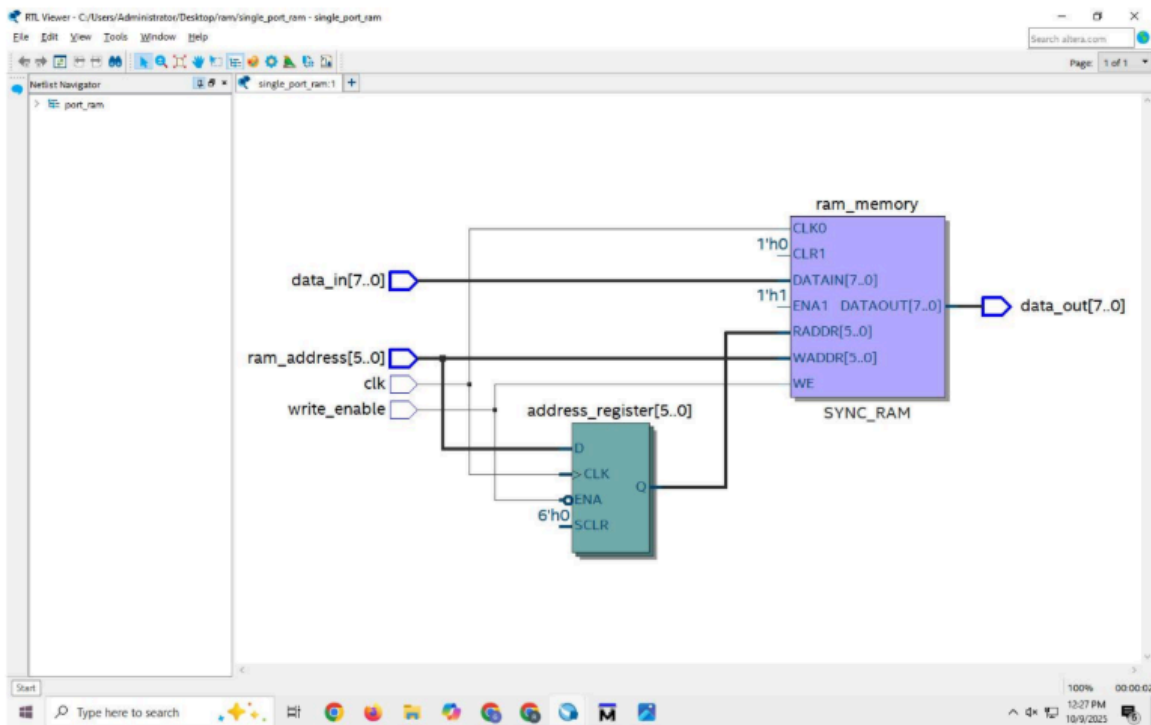 RTL Viewer - C:/Users/Administrator/Desktop/ram/single_port_ram - single_port_ram
File Edit View Tools Window Help
Search altera.com
Page: 1 of 1
Netlist Navigator
single_port_ram:1
port_ram
ram_memory
CLK0
1'h0
CLR1
data_in[7..0]
DATAIN[7..0]
1'h1
ENA1 DATAOUT[7..0]
data_out[7..0]
RADDR[5..0]
ram_address[5..0]
WADDR[5..0]
clk
WE
write_enable
address_register[5..0]
SYNC_RAM
D
CLK
Q
ENA
6'h0
SCLR
Start
100% 00:00:02
Type here to search
12:27 PM
10/9/2025
6